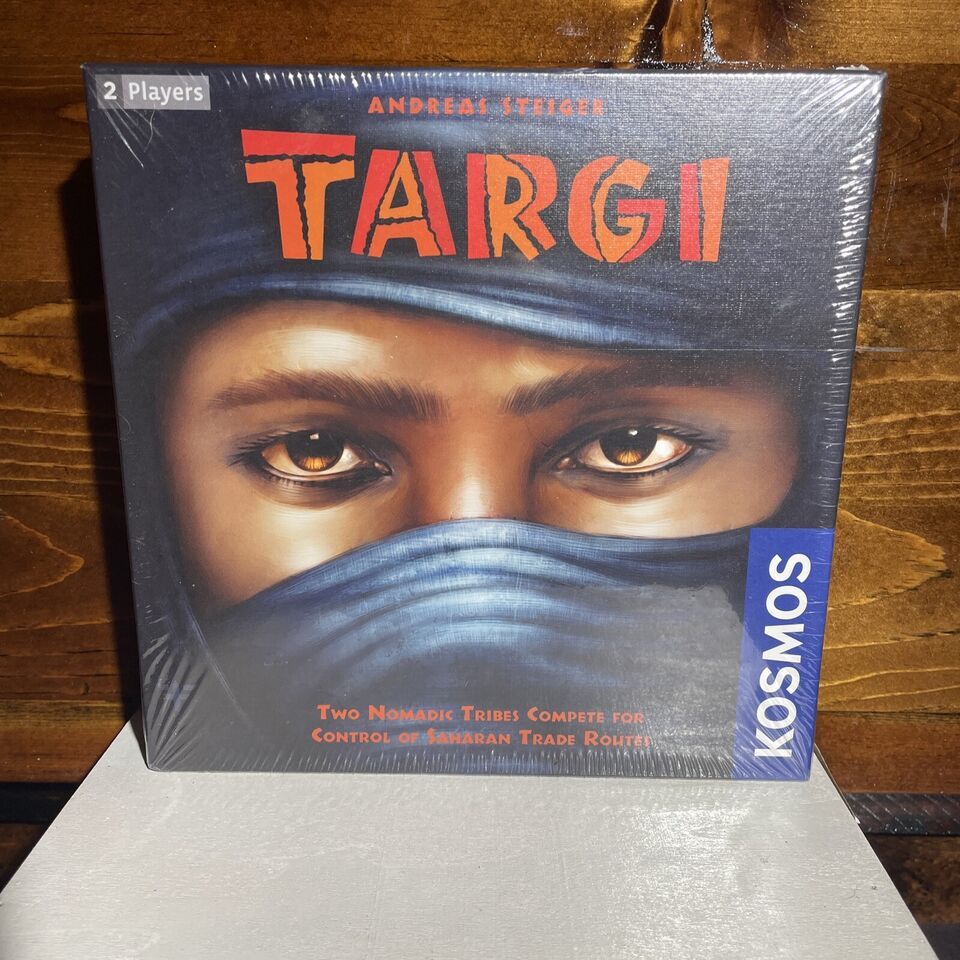 2 Players
ANDREAS STEIGER
TARGI
TWO NOMADIC TRIBES COMPETE FOR
CONTROL OF SAHARAN TRADE ROUTES
KOSMOS